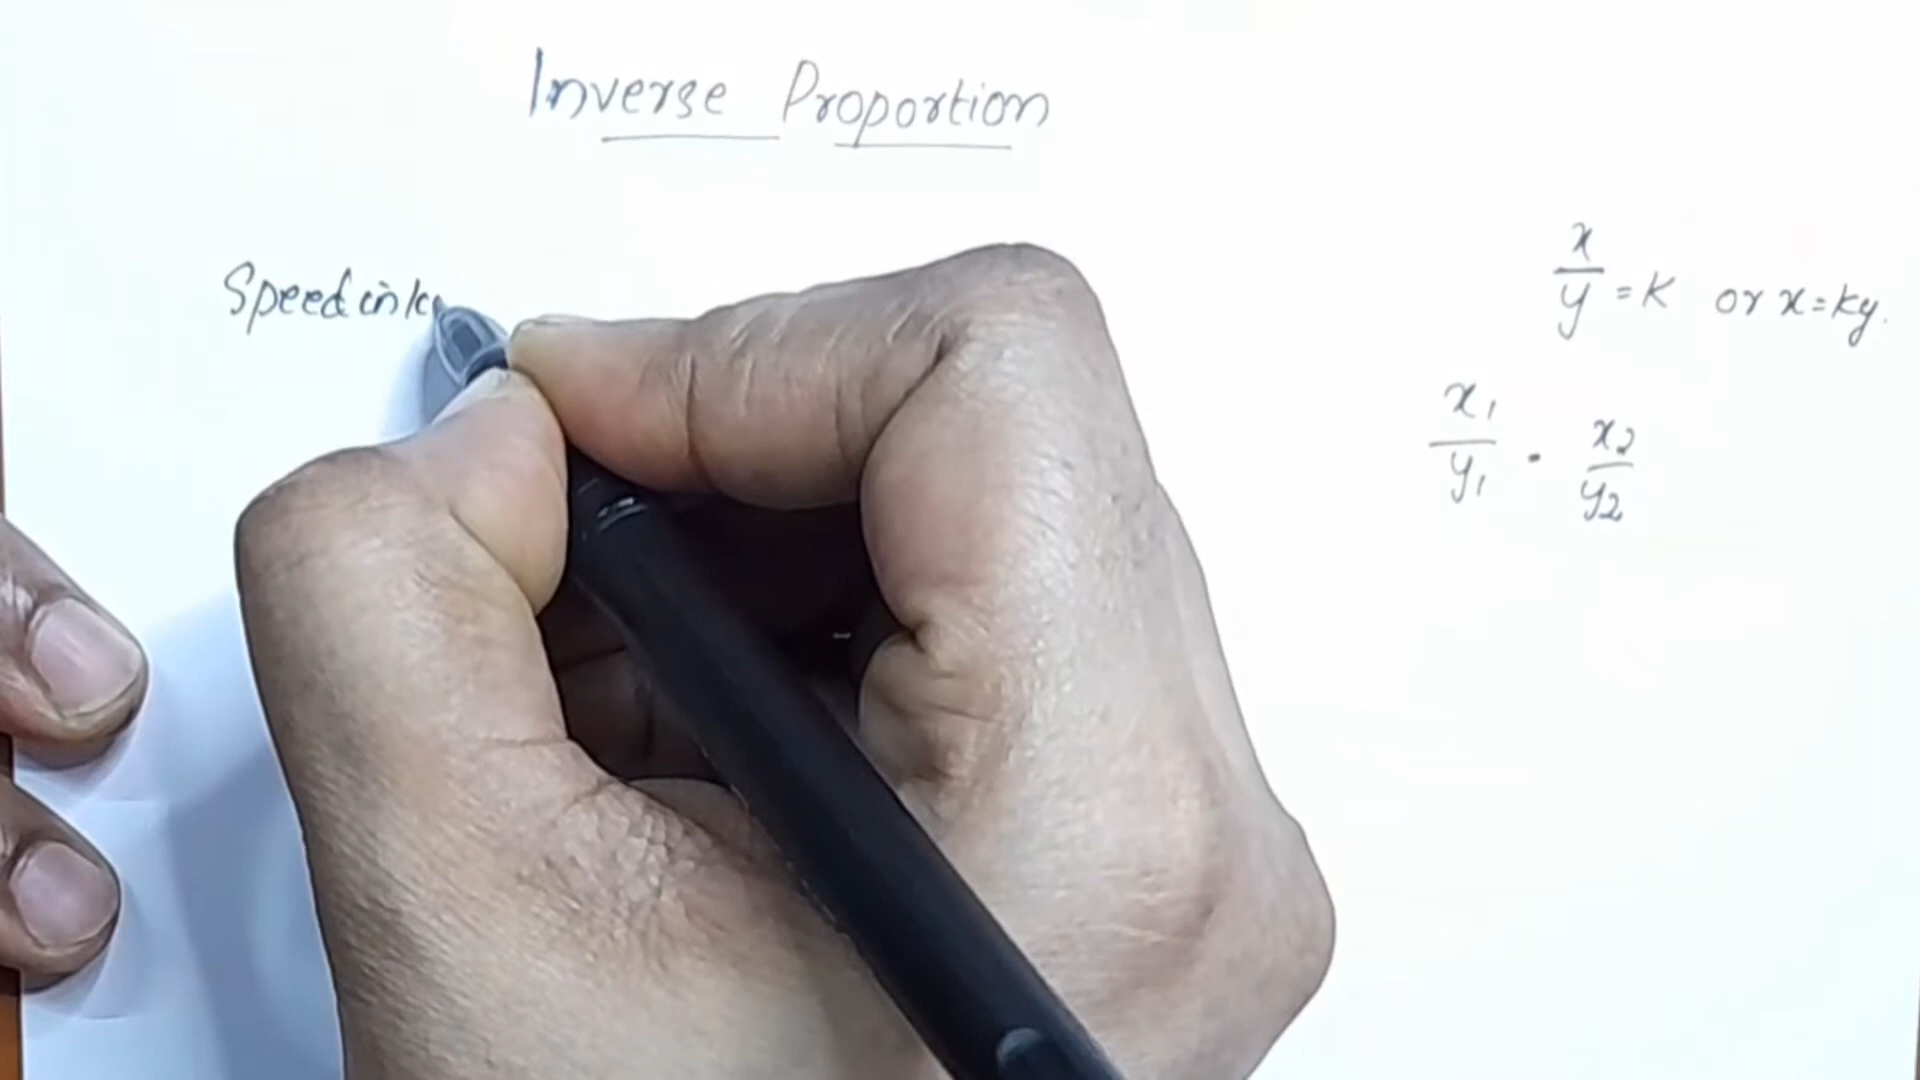 Inverse Proportion
Speed in k
x/y = K or x = ky.
x₁/y₁ = x₂/y₂